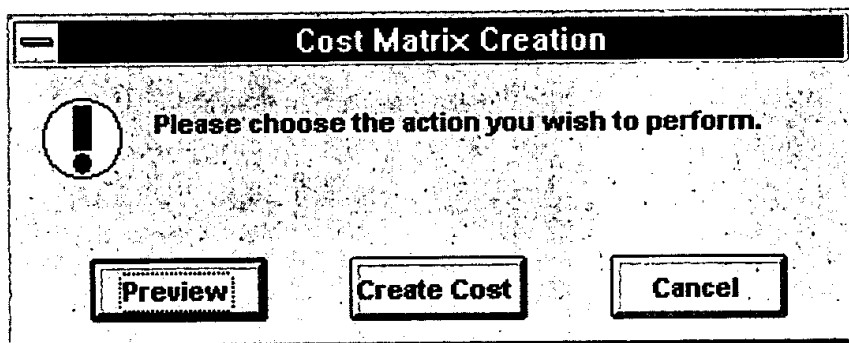 Cost Matrix Creation
Please choose the action you wish to perform.
Preview
Create Cost
Cancel